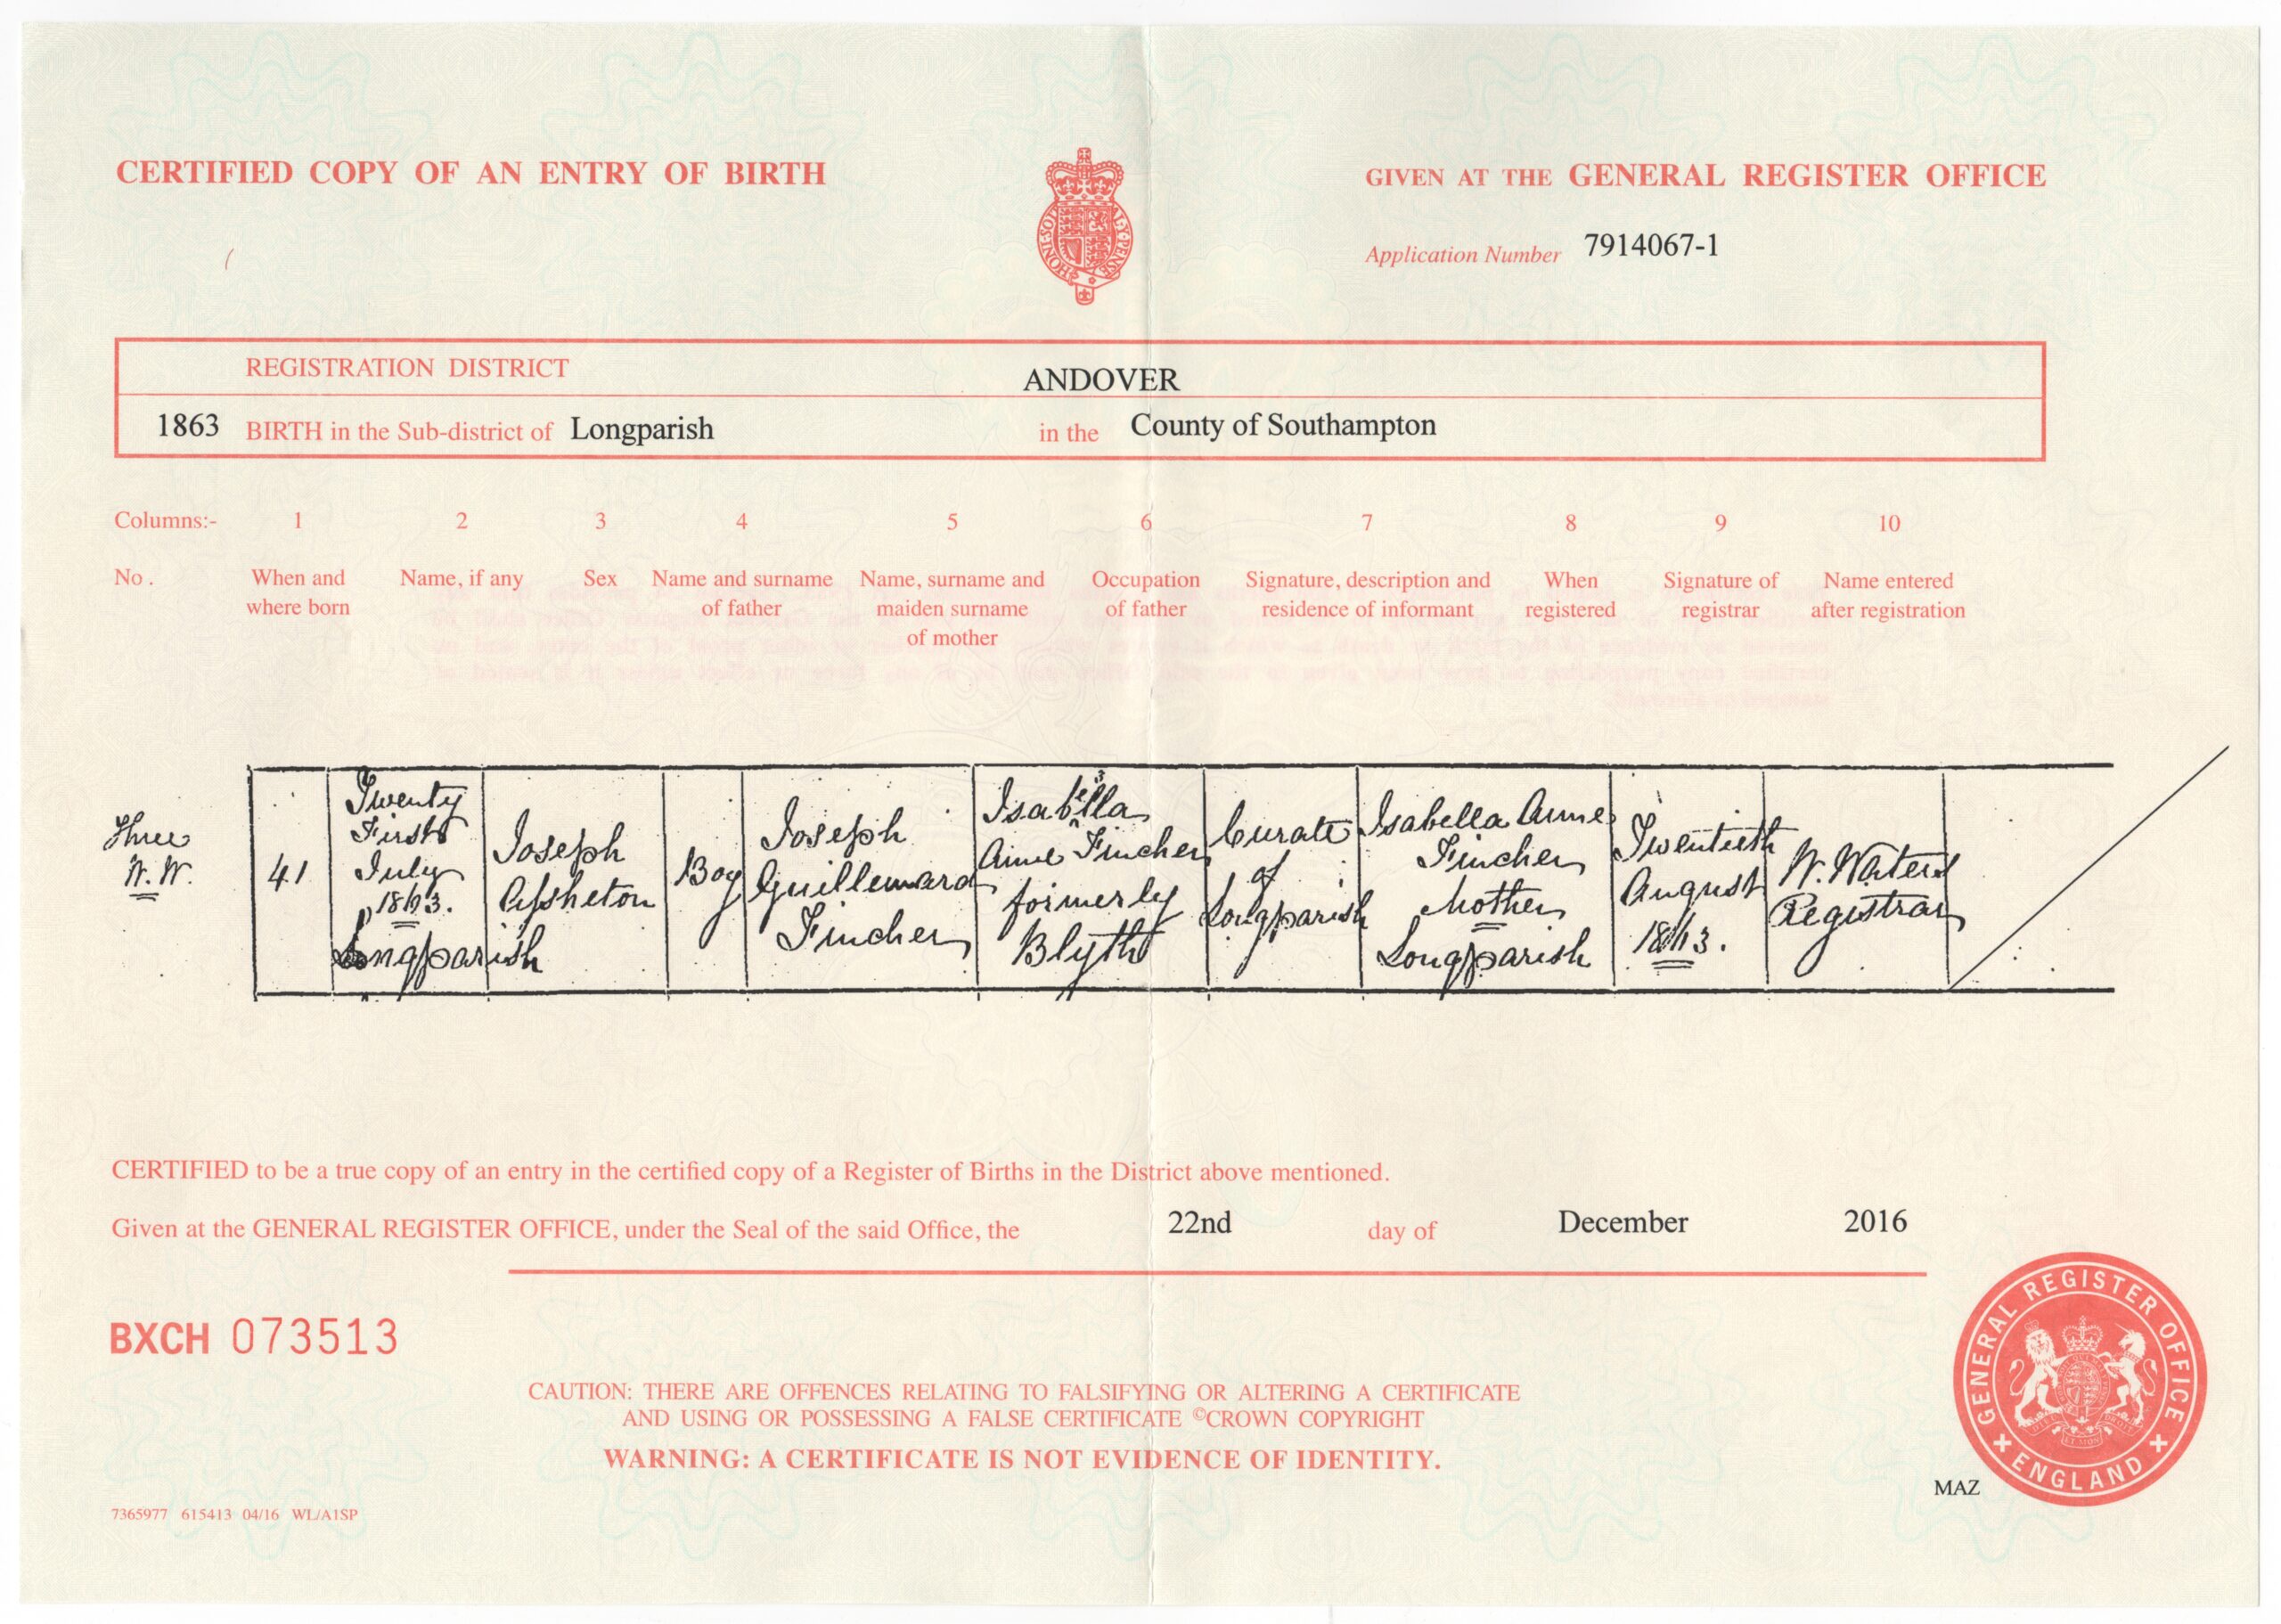 CERTIFIED COPY OF AN ENTRY OF BIRTH
GIVEN AT THE GENERAL REGISTER OFFICE
HONI·SOIT·QUI·MAL·Y·PENSE
Application Number 7914067-1
REGISTRATION DISTRICT ANDOVER
1863 BIRTH in the Sub-district of Longparish in the County of Southampton
Columns:- 1 2 3 4 5 6 7 8 9 10
No. When and where born
Name, if any
Sex
Name and surname of father
Name, surname and maiden surname of mother
Occupation of father
Signature, description and residence of informant
When registered
Signature of registrar
Name entered after registration
Three
W. W.
41
Twenty
First
July
1863.
Longparish
Joseph
Assheton
Boy
Joseph
Guillemard
Fincher
Isabella
Anne Fincher
formerly
Blyth
Curate
of
Longparish
Isabella Anne
Fincher
Mother
Longparish
Twentieth
August
1863.
W. Waters
Registrar
CERTIFIED to be a true copy of an entry in the certified copy of a Register of Births in the District above mentioned.
Given at the GENERAL REGISTER OFFICE, under the Seal of the said Office, the 22nd day of December 2016
BXCH 073513
CAUTION: THERE ARE OFFENCES RELATING TO FALSIFYING OR ALTERING A CERTIFICATE
AND USING OR POSSESSING A FALSE CERTIFICATE ©CROWN COPYRIGHT
WARNING: A CERTIFICATE IS NOT EVIDENCE OF IDENTITY.
GENERAL REGISTER OFFICE
ENGLAND
MAZ
7365977 615413 04/16 WL/A1SP